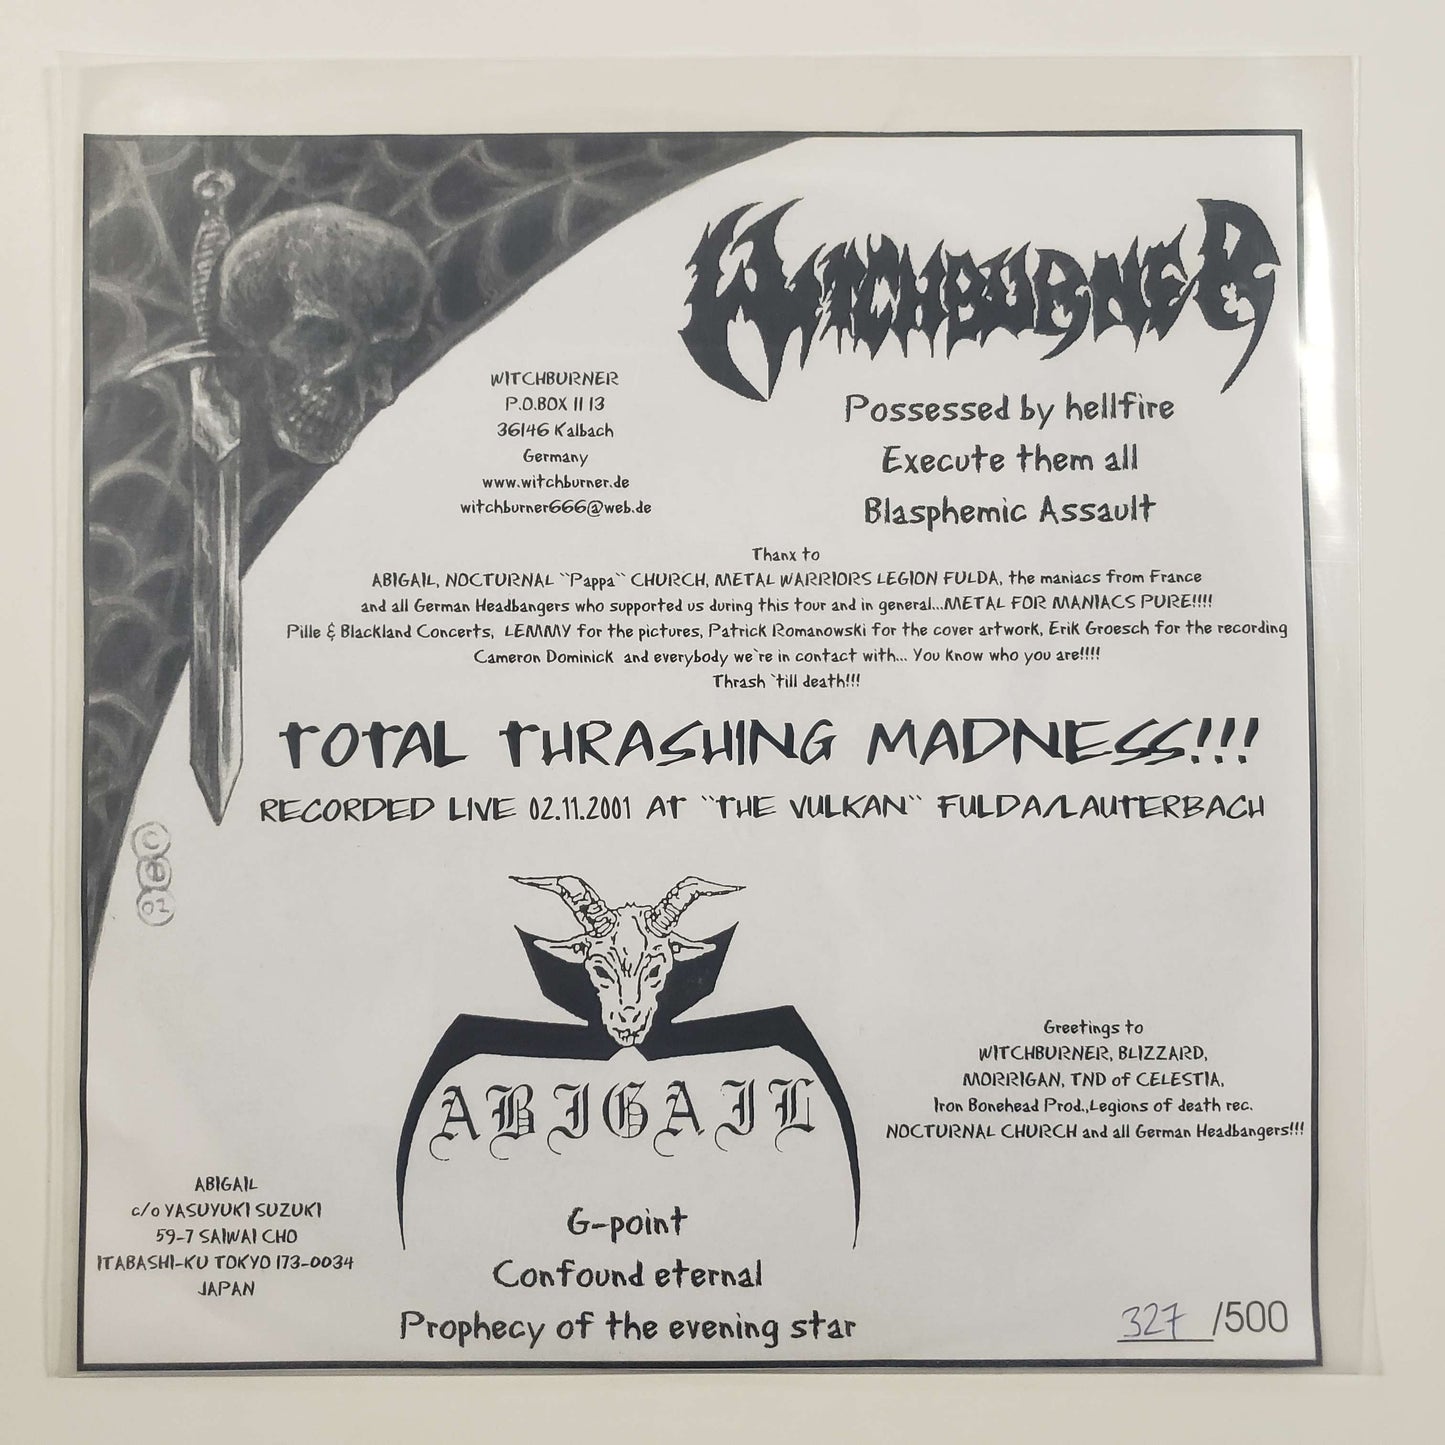 WITCHBURNER
WITCHBURNER
P.O.BOX 11 13
36146 Kalbach
Germany
www.witchburner.de
witchburner666@web.de
Possessed by hellfire
Execute them all
Blasphemic Assault
Thanx to
ABIGAIL, NOCTURNAL ``Pappa`` CHURCH, METAL WARRIORS LEGION FULDA, the maniacs from France
and all German Headbangers who supported us during this tour and in general...METAL FOR MANIACS PURE!!!!
Pille & Blackland Concerts, LEMMY for the pictures, Patrick Romanowski for the cover artwork, Erik Groesch for the recording
Cameron Dominick and everybody we`re in contact with... You know who you are!!!!
Thrash `till death!!!
TOTAL THRASHING MADNESS!!!
RECORDED LIVE 02.11.2001 AT ``THE VULKAN`` FULDA/LAUTERBACH
02
ABIGAIL
Greetings to
WITCHBURNER, BLIZZARD,
MORRIGAN, TND of CELESTIA,
Iron Bonehead Prod.,Legions of death rec.
NOCTURNAL CHURCH and all German Headbangers!!!
ABIGAIL
c/o YASUYUKI SUZUKI
59-7 SAIWAI CHO
ITABASHI-KU TOKYO 173-0034
JAPAN
G-point
Confound eternal
Prophecy of the evening star
327 /500